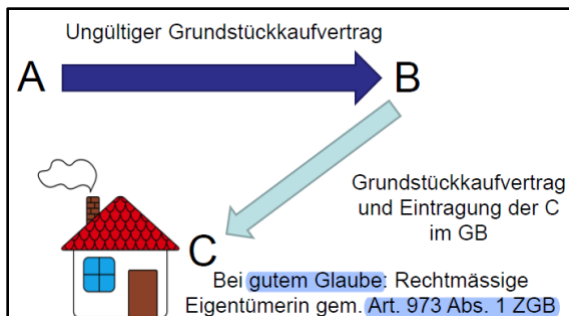 Ungültiger Grundstückkaufvertrag
A
B
Grundstückkaufvertrag
und Eintragung der C
im GB
C
Bei gutem Glaube: Rechtmässige
Eigentümerin gem. Art. 973 Abs. 1 ZGB